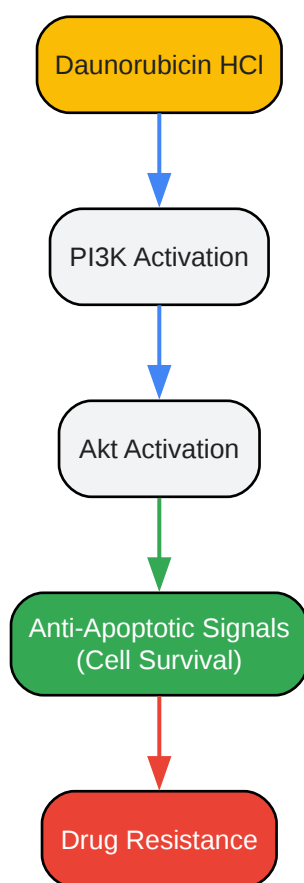 Daunorubicin HCl
PI3K Activation
Akt Activation
Anti-Apoptotic Signals
(Cell Survival)
Drug Resistance